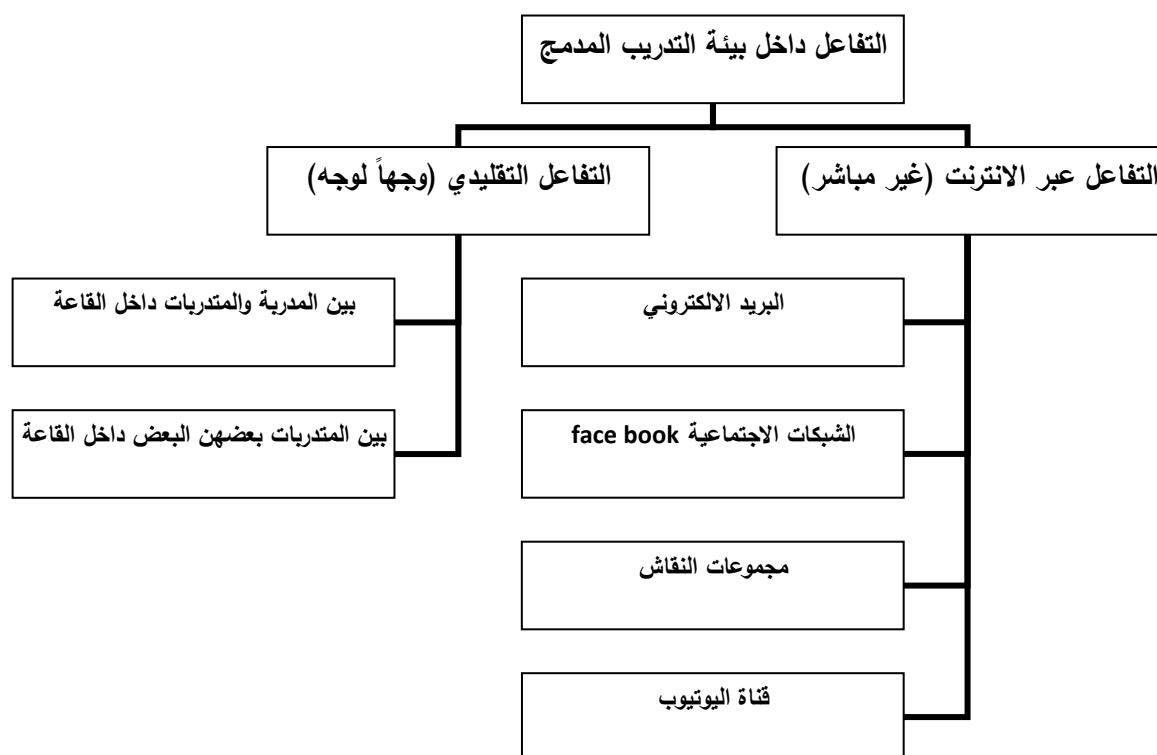 التفاعل داخل بيئة التدريب المدمج
التفاعل عبر الانترنت (غير مباشر)
التفاعل التقليدي (وجهاً لوجه)
البريد الالكتروني
بين المدربة والمتدربات داخل القاعة
الشبكات الاجتماعية face book
بين المتدربات بعضهن البعض داخل القاعة
مجموعات النقاش
قناة اليوتيوب